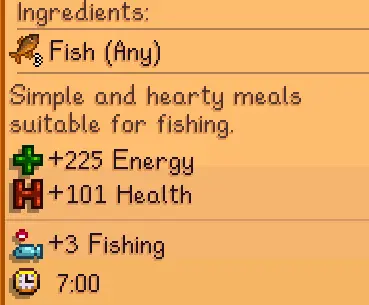 Ingredients:
Fish (Any)
Simple and hearty meals
suitable for fishing.
+225 Energy
+101 Health
+3 Fishing
7:00